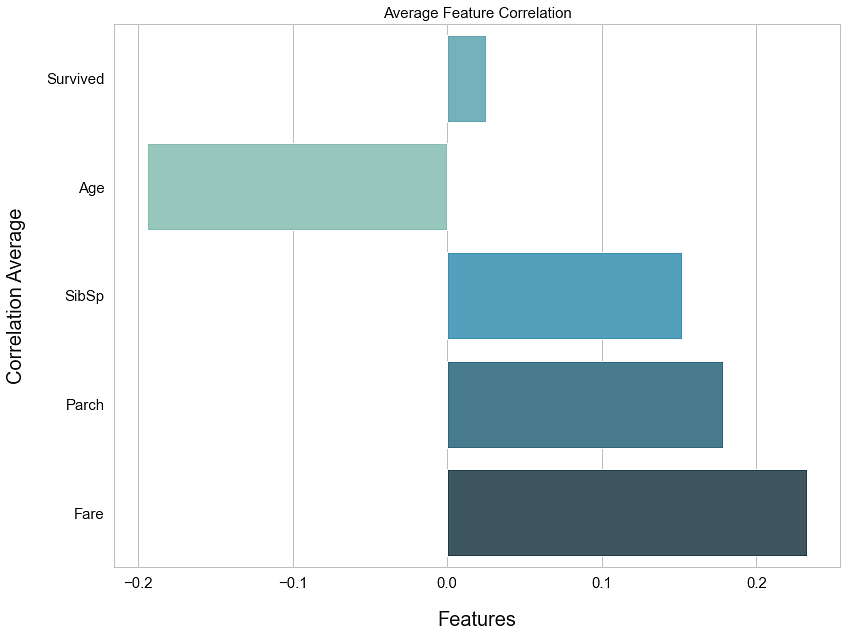 Average Feature Correlation
Survived
Age
SibSp
Parch
Fare
Correlation Average
−0.2
−0.1
0.0
0.1
0.2
Features